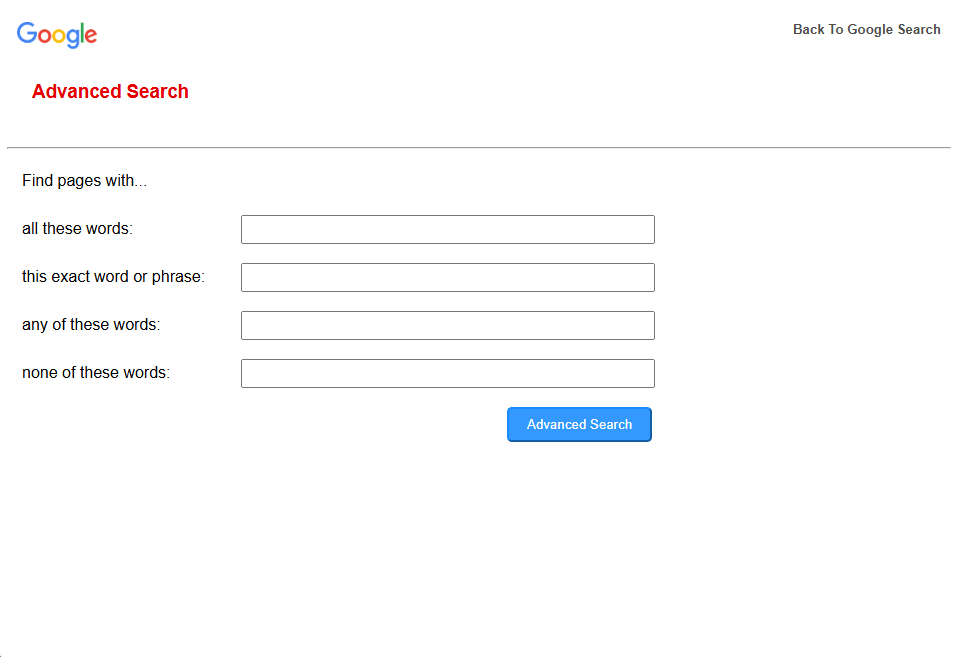 Google
Back To Google Search
Advanced Search
Find pages with...
all these words:
this exact word or phrase:
any of these words:
none of these words:
Advanced Search